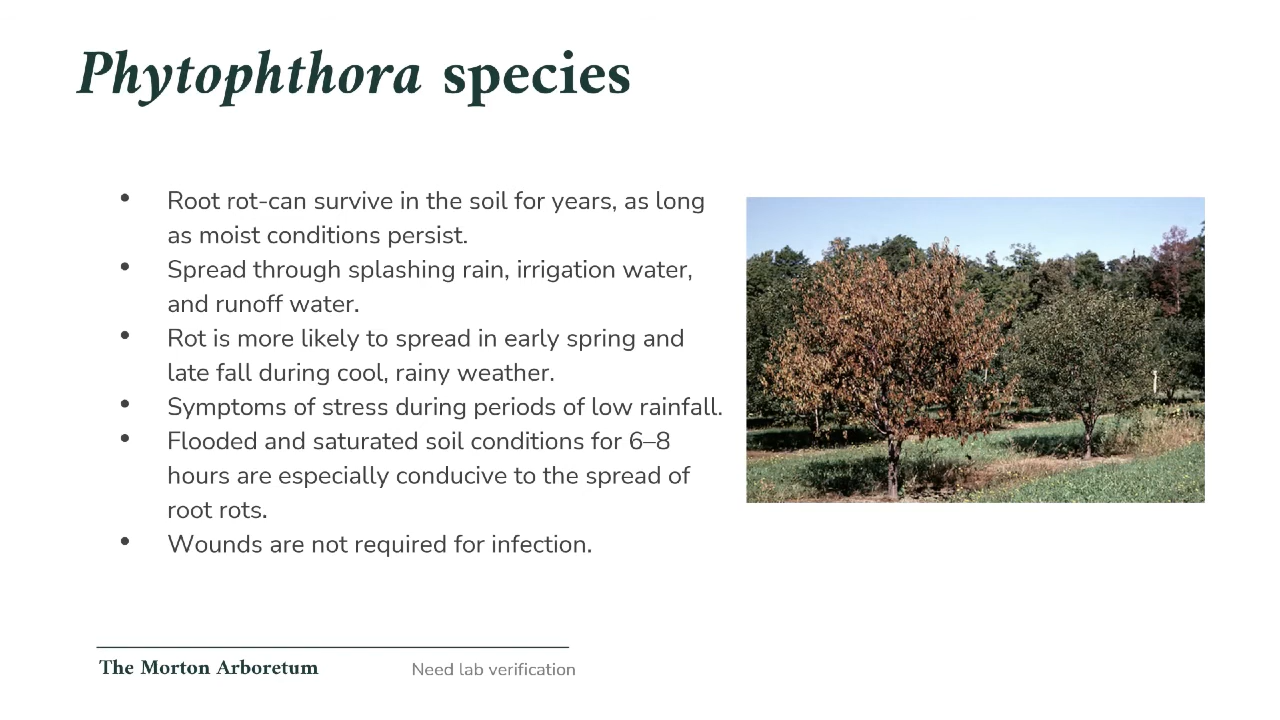 Phytophthora species
• Root rot-can survive in the soil for years, as long
as moist conditions persist.
• Spread through splashing rain, irrigation water,
and runoff water.
• Rot is more likely to spread in early spring and
late fall during cool, rainy weather.
• Symptoms of stress during periods of low rainfall.
• Flooded and saturated soil conditions for 6–8
hours are especially conducive to the spread of
root rots.
• Wounds are not required for infection.
The Morton Arboretum
Need lab verification